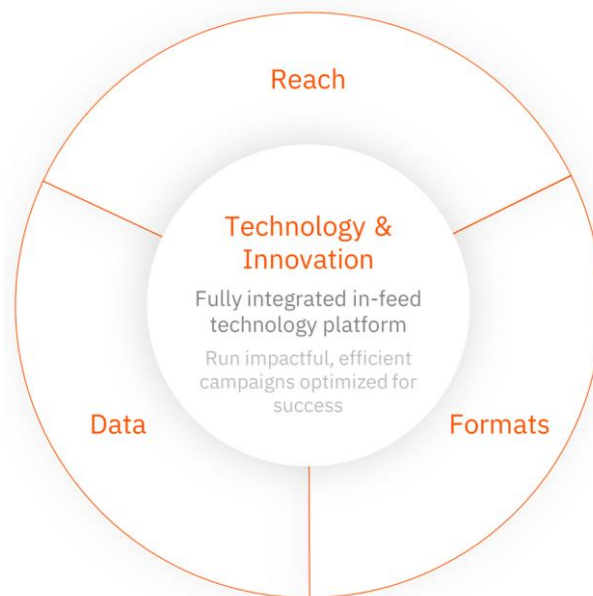 Reach
Technology &
Innovation
Fully integrated in-feed
technology platform
Run impactful, efficient
campaigns optimized for
success
Data
Formats